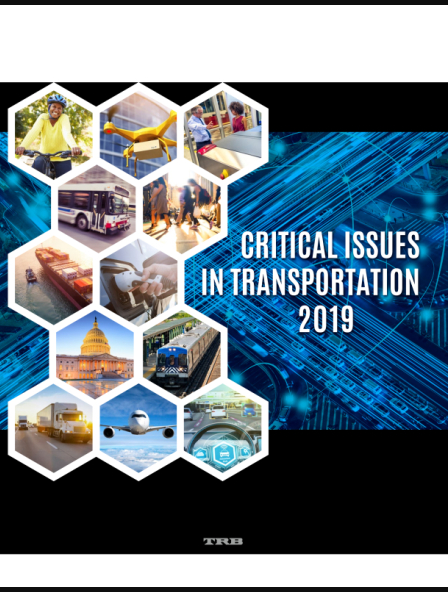 CRITICAL ISSUES
IN TRANSPORTATION
2019
TRB